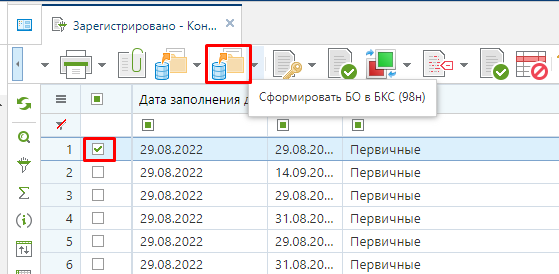 Зарегистрировано - Кон...
Сформировать БО в БКС (98н)
Дата заполнения д
1 29.08.2022 29.08.20... Первичные
2 29.08.2022 14.09.20... Первичные
3 29.08.2022 29.08.20... Первичные
4 29.08.2022 31.08.20... Первичные
5 29.08.2022 29.08.20... Первичные
6 29.08.2022 31.08.20... Первичные